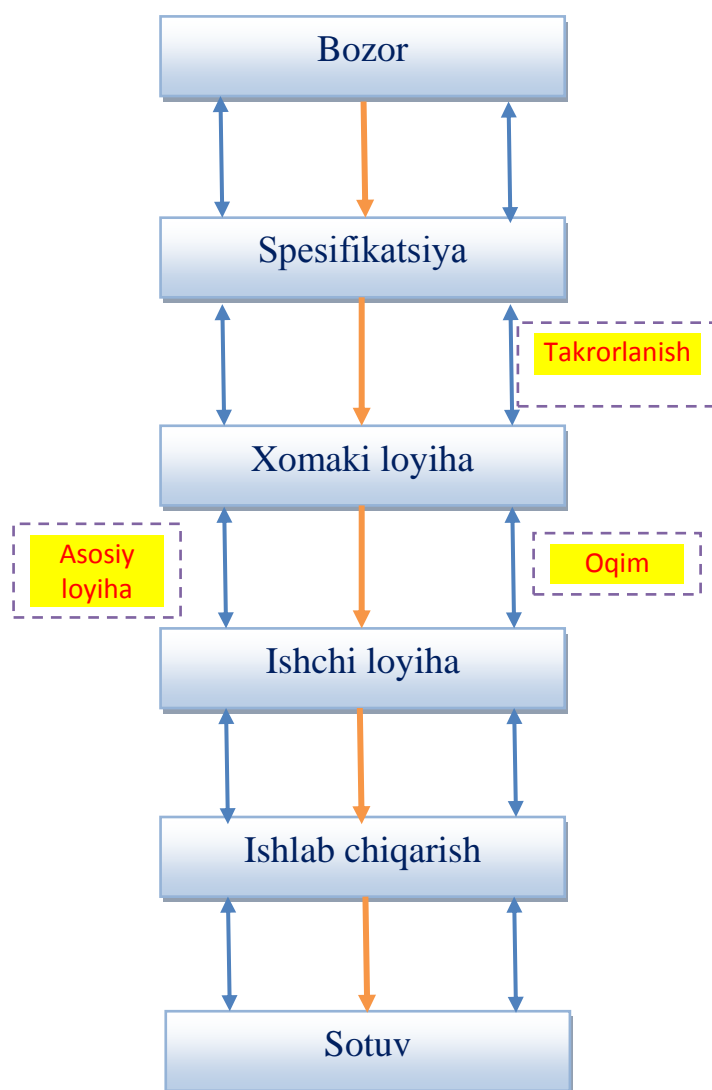 Bozor
Spesifikatsiya
Takrorlanish
Xomaki loyiha
Asosiy
loyiha
Oqim
Ishchi loyiha
Ishlab chiqarish
Sotuv